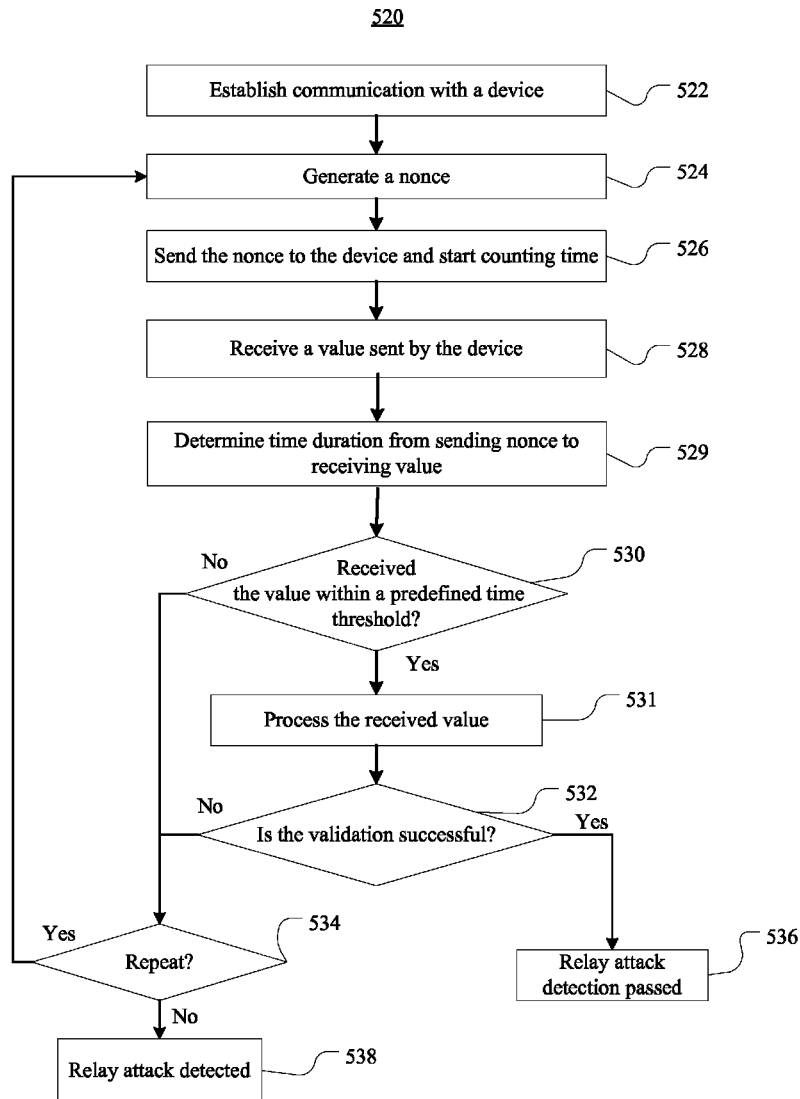 520
Establish communication with a device
522
Generate a nonce
524
Send the nonce to the device and start counting time
526
Receive a value sent by the device
528
Determine time duration from sending nonce to
receiving value
529
No
Received
the value within a predefined time
threshold?
530
Yes
Process the received value
531
No
Is the validation successful?
532
Yes
Yes
Repeat?
534
Relay attack
detection passed
536
No
Relay attack detected
538